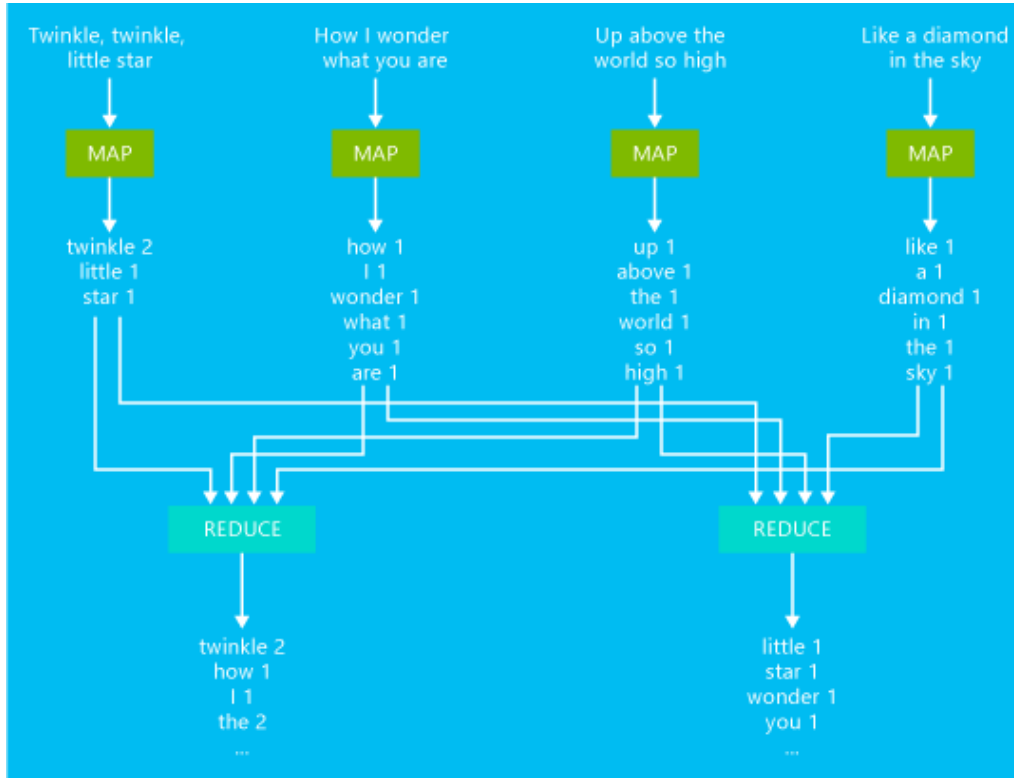 Twinkle, twinkle,
little star
How I wonder
what you are
Up above the
world so high
Like a diamond
in the sky
MAP
MAP
MAP
MAP
twinkle 2
little 1
star 1
how 1
I 1
wonder 1
what 1
you 1
are 1
up 1
above 1
the 1
world 1
so 1
high 1
like 1
a 1
diamond 1
in 1
the 1
sky 1
REDUCE
REDUCE
twinkle 2
how 1
I 1
the 2
...
little 1
star 1
wonder 1
you 1
...